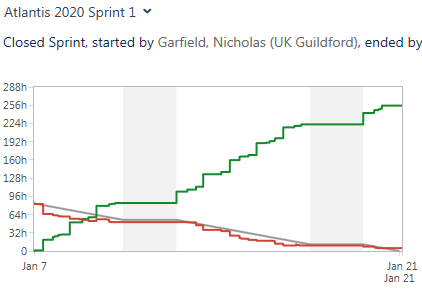 Atlantis 2020 Sprint 1
Closed Sprint, started by Garfield, Nicholas (UK Guildford), ended by
288h
256h
224h
192h
160h
128h
96h
64h
32h
0
Jan 7
Jan 21
Jan 21